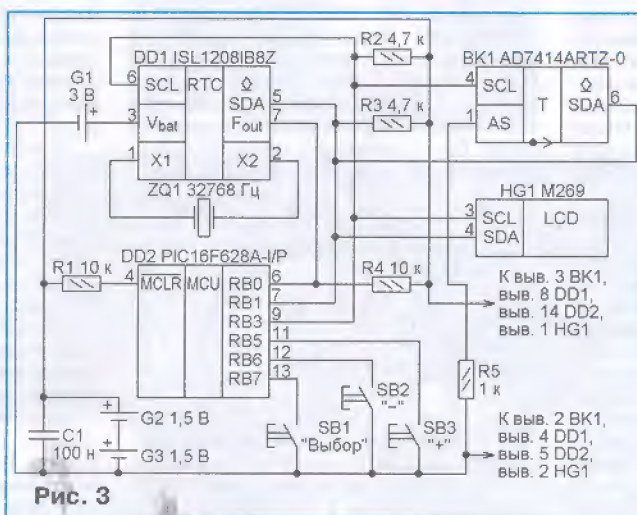 DD1 ISL1208IB8Z
G1
3 В
6
SCL
RTC
SDA
5
3
Vbat
Fout
7
1
X1
X2
2
ZQ1 32768 Гц
R2 4,7 к
R3 4,7 к
BK1 AD7414ARTZ-0
4
SCL
T
SDA
6
1
AS
HG1 M269
3
SCL
LCD
4
SDA
DD2 PIC16F628A-I/P
R1 10 к
4
MCLR
MCU
RB0
6
RB1
7
RB3
9
RB5
11
RB6
12
RB7
13
R4 10 к
К выв. 3 BK1,
выв. 8 DD1,
выв. 14 DD2,
выв. 1 HG1
R5
1 к
К выв. 2 BK1,
выв. 4 DD1,
выв. 5 DD2,
выв. 2 HG1
C1
100 н
G2 1,5 В
G3 1,5 В
SB1
"Выбор"
SB2
"–"
SB3
"+"
Рис. 3